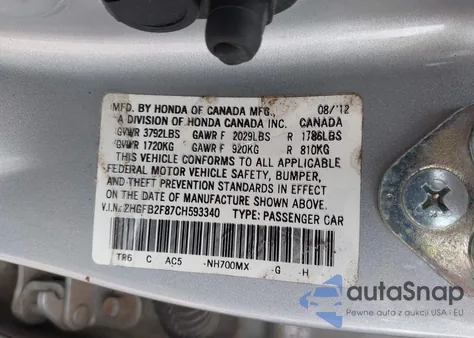 MFD. BY HONDA OF CANADA MFG., 08/'12
A DIVISION OF HONDA CANADA INC. CANADA
GVWR 3792LBS GAWR F 2029LBS R 1786LBS
GVWR 1720KG GAWR F 920KG R 810KG
THIS VEHICLE CONFORMS TO ALL APPLICABLE
FEDERAL MOTOR VEHICLE SAFETY, BUMPER,
AND THEFT PREVENTION STANDARDS IN EFFECT
ON THE DATE OF MANUFACTURE SHOWN ABOVE.
V.I.N.: 2HGFB2F87CH593340 TYPE: PASSENGER CAR
TR6 C AC5 -NH700MX -G -H
autoSnap
Pewne auta z aukcji USA i EU